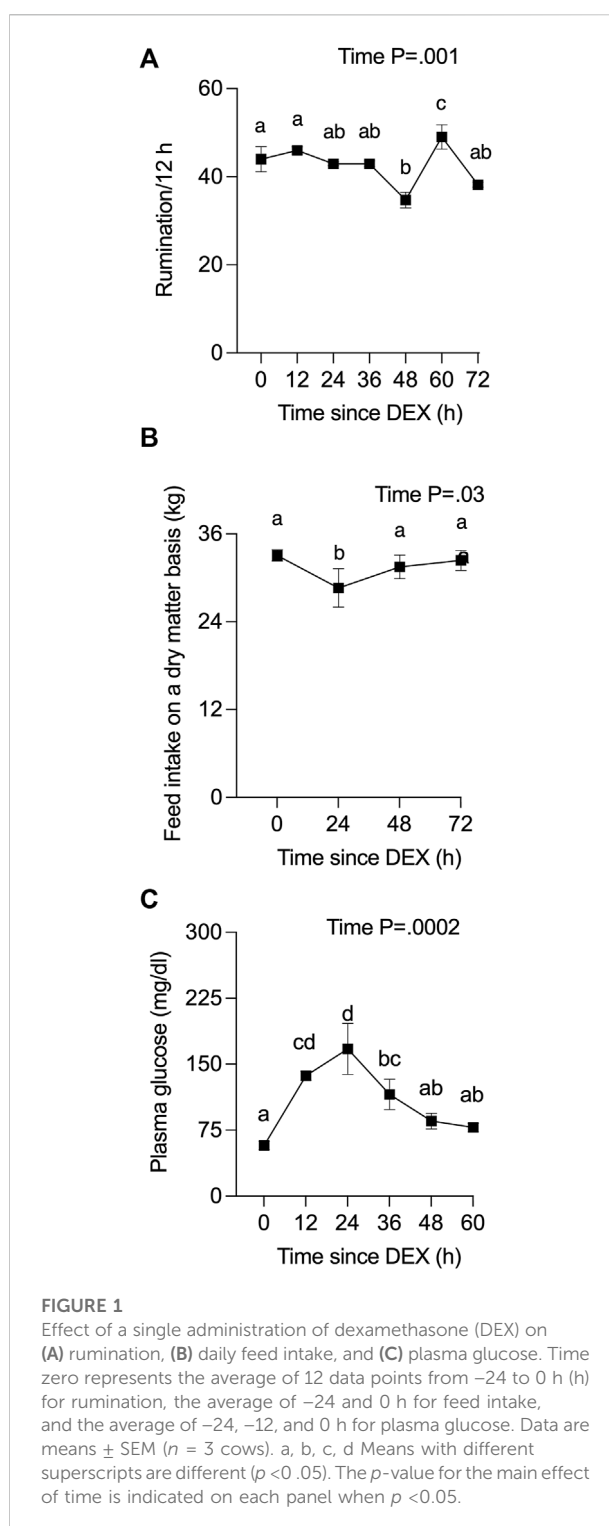 A
Time P=.001
Rumination/12 h
60
40
20
0
a
a
ab
ab
b
c
ab
0 12 24 36 48 60 72
Time since DEX (h)
B
Time P=.03
Feed intake on a dry matter basis (kg)
36
24
12
0
a
b
a
a
a
0 24 48 72
Time since DEX (h)
C
Time P=.0002
Plasma glucose (mg/dl)
300
225
150
75
0
a
cd
d
bc
ab
ab
0 12 24 36 48 60
Time since DEX (h)
FIGURE 1
Effect of a single administration of dexamethasone (DEX) on
(A) rumination, (B) daily feed intake, and (C) plasma glucose. Time
zero represents the average of 12 data points from −24 to 0 h (h)
for rumination, the average of −24 and 0 h for feed intake,
and the average of −24, −12, and 0 h for plasma glucose. Data are
means ± SEM (n = 3 cows). a, b, c, d Means with different
superscripts are different (p <0 .05). The p-value for the main effect
of time is indicated on each panel when p <0.05.